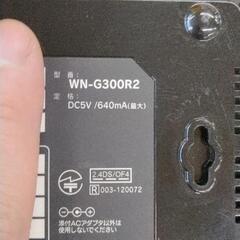 型 番:
WN-G300R2
定 格:
DC5V /640mA(最大)
2.4DS/OF4
R 003-120072
添付ACアダプタ以外は
使用しないでください